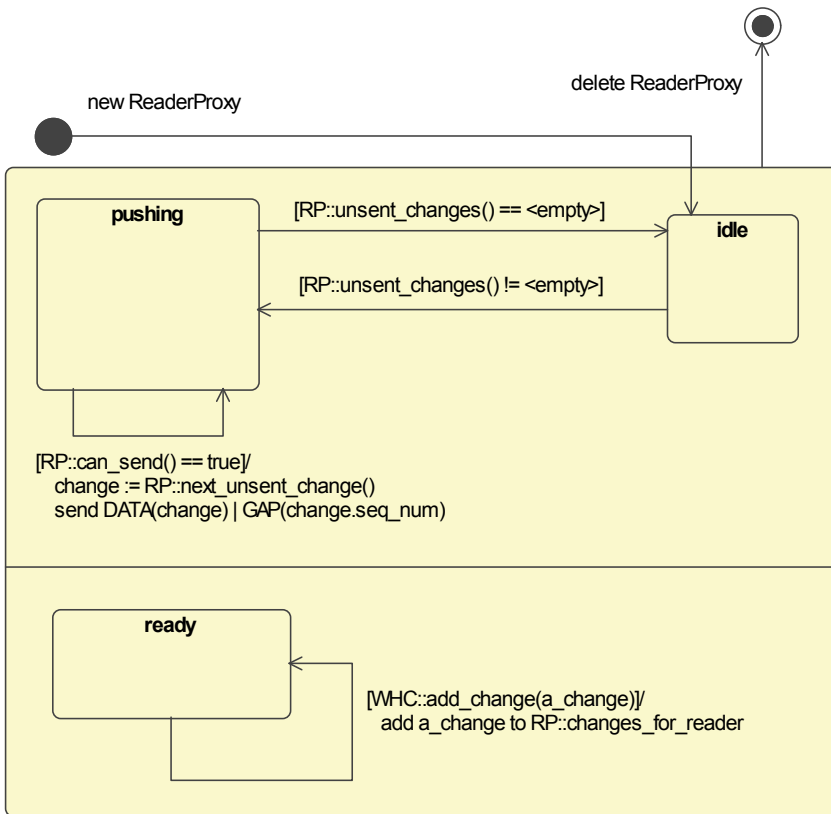 delete ReaderProxy
new ReaderProxy
pushing
[RP::unsent_changes() == <empty>]
idle
[RP::unsent_changes() != <empty>]
[RP::can_send() == true]/
change := RP::next_unsent_change()
send DATA(change) | GAP(change.seq_num)
ready
[WHC::add_change(a_change)]/
add a_change to RP::changes_for_reader